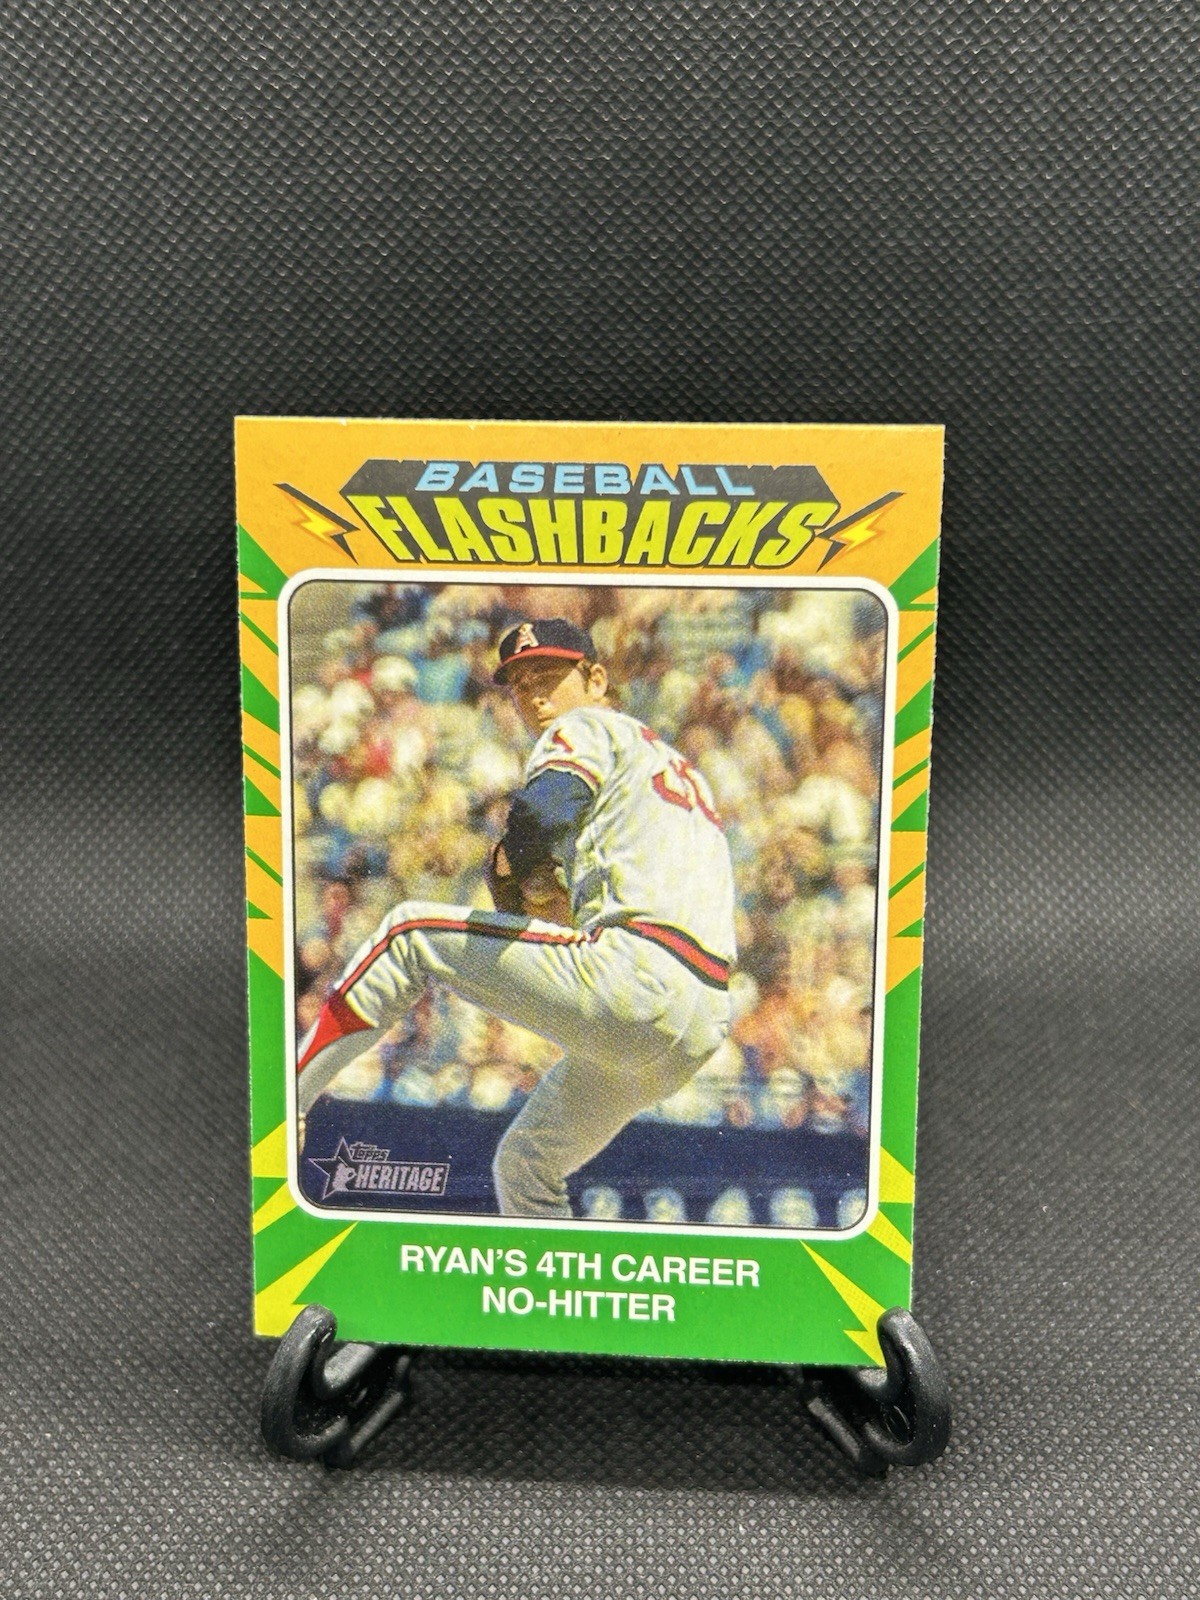 BASEBALL
FLASHBACKS
A
Topps
HERITAGE
RYAN'S 4TH CAREER
NO-HITTER